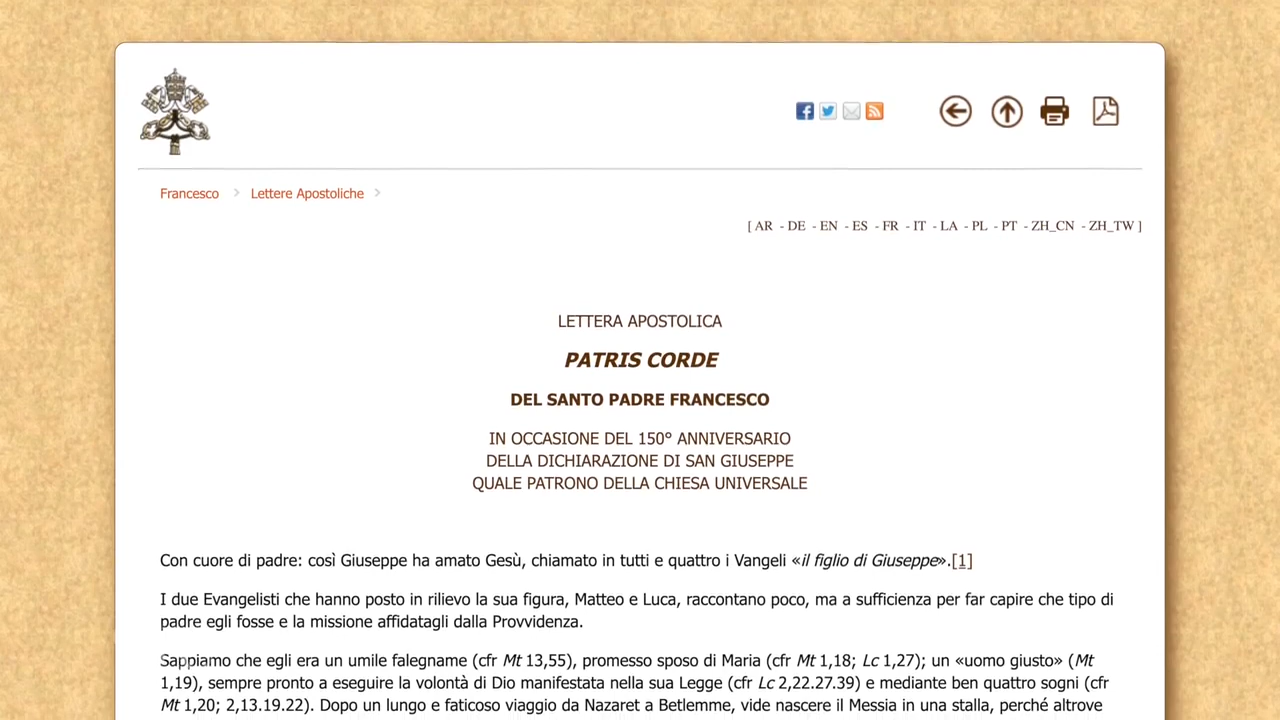 Francesco > Lettere Apostoliche >
[ AR - DE - EN - ES - FR - IT - LA - PL - PT - ZH_CN - ZH_TW ]
LETTERA APOSTOLICA
PATRIS CORDE
DEL SANTO PADRE FRANCESCO
IN OCCASIONE DEL 150° ANNIVERSARIO
DELLA DICHIARAZIONE DI SAN GIUSEPPE
QUALE PATRONO DELLA CHIESA UNIVERSALE
Con cuore di padre: così Giuseppe ha amato Gesù, chiamato in tutti e quattro i Vangeli «il figlio di Giuseppe».[1]
I due Evangelisti che hanno posto in rilievo la sua figura, Matteo e Luca, raccontano poco, ma a sufficienza per far capire che tipo di
padre egli fosse e la missione affidatagli dalla Provvidenza.
Sappiamo che egli era un umile falegname (cfr Mt 13,55), promesso sposo di Maria (cfr Mt 1,18; Lc 1,27); un «uomo giusto» (Mt
1,19), sempre pronto a eseguire la volontà di Dio manifestata nella sua Legge (cfr Lc 2,22.27.39) e mediante ben quattro sogni (cfr
Mt 1,20; 2,13.19.22). Dopo un lungo e faticoso viaggio da Nazaret a Betlemme, vide nascere il Messia in una stalla, perché altrove